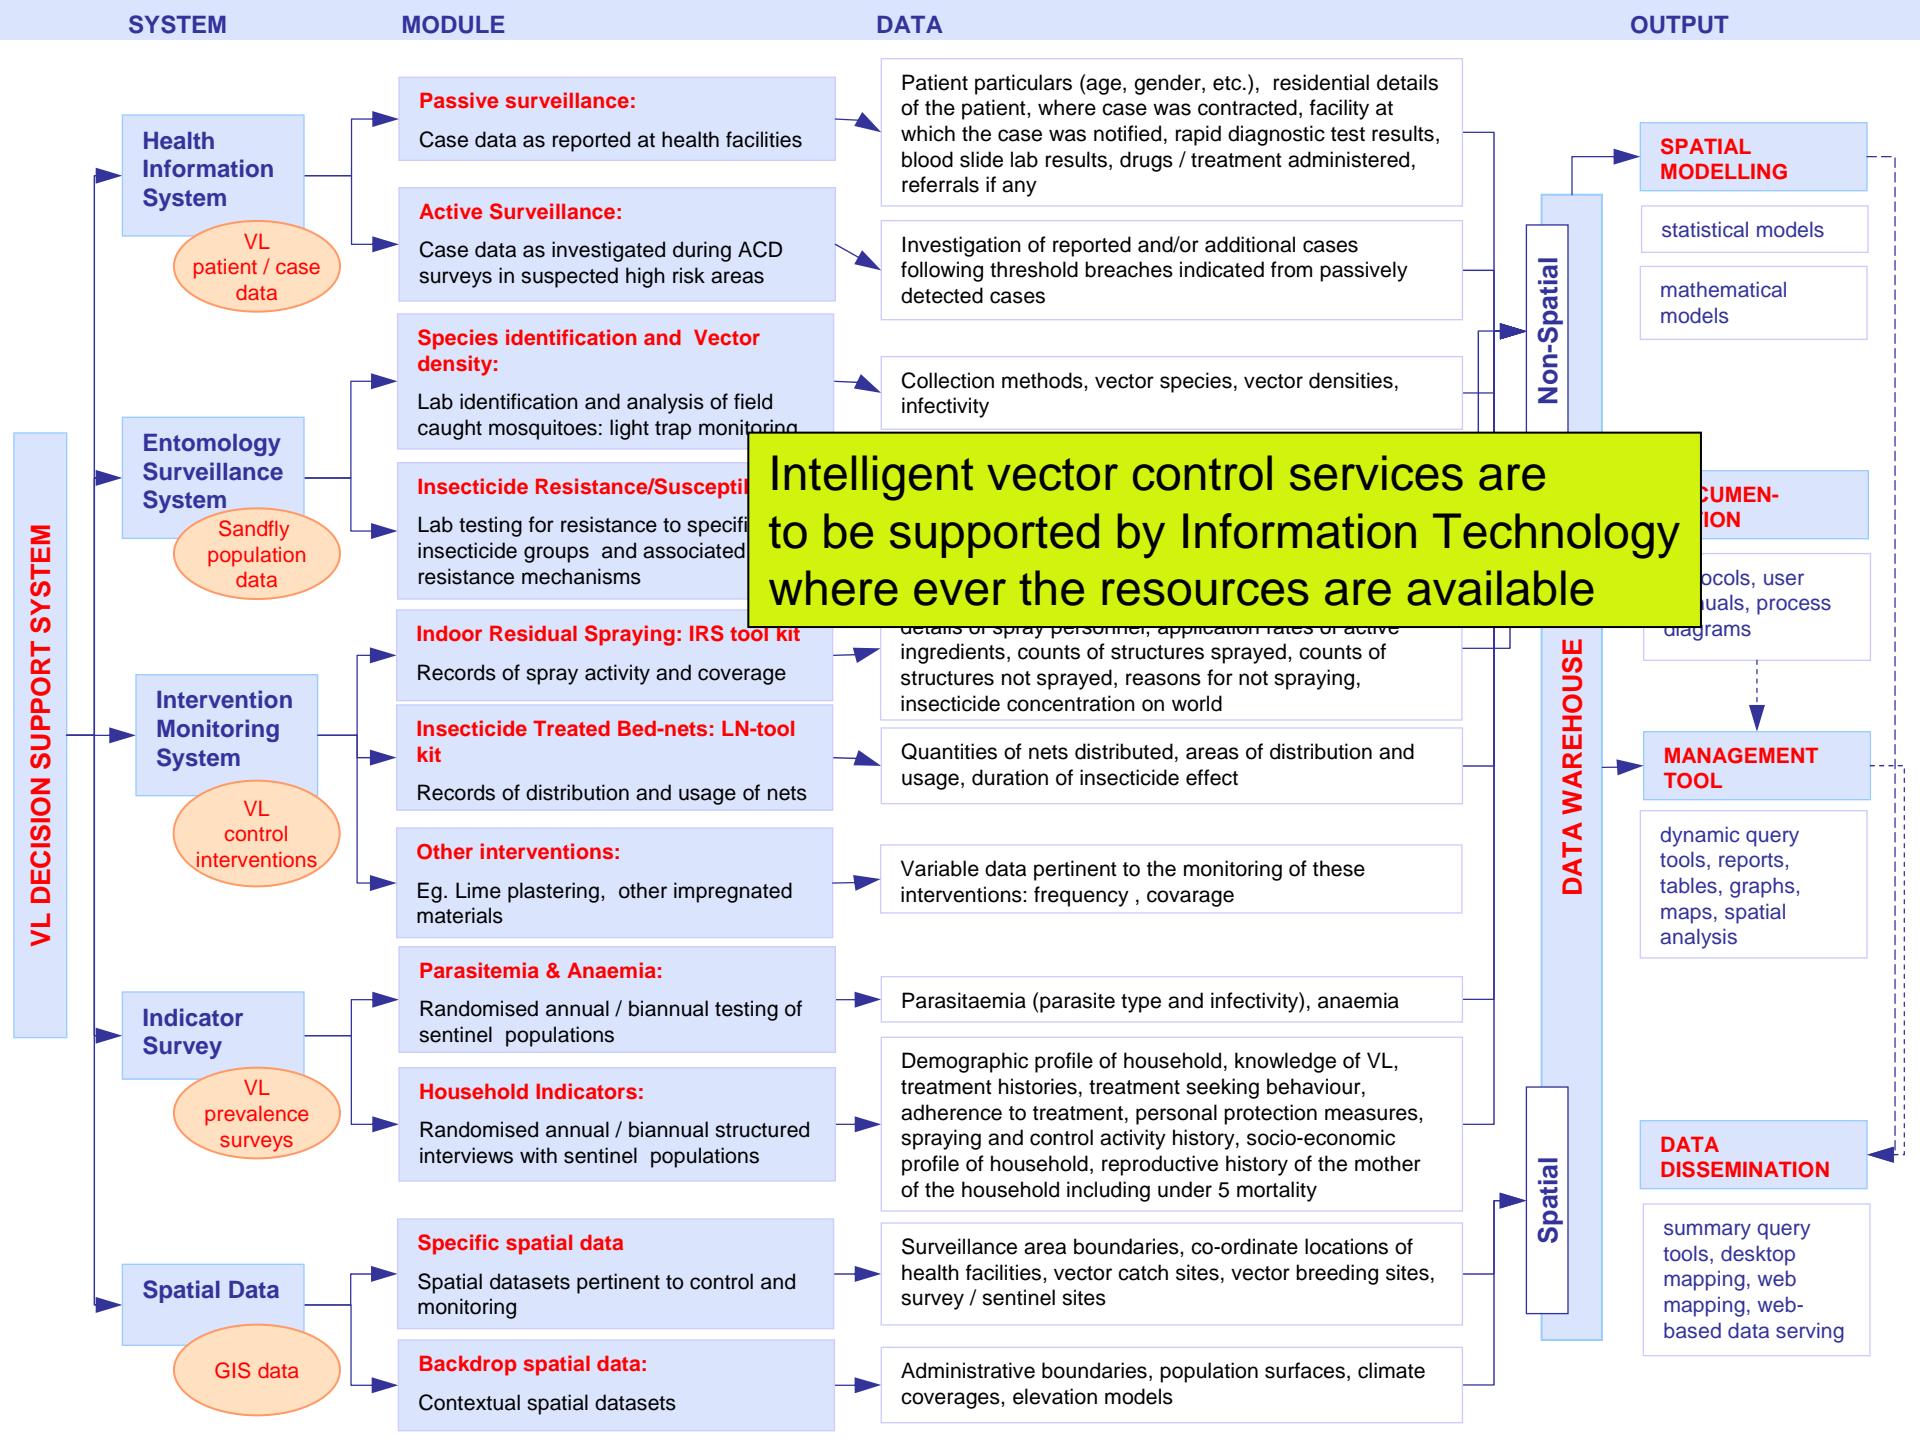 SYSTEM MODULE DATA OUTPUT
VL DECISION SUPPORT SYSTEM
Health
Information
System
VL
patient / case
data
Passive surveillance:
Case data as reported at health facilities
Patient particulars (age, gender, etc.), residential details
of the patient, where case was contracted, facility at
which the case was notified, rapid diagnostic test results,
blood slide lab results, drugs / treatment administered,
referrals if any
Active Surveillance:
Case data as investigated during ACD
surveys in suspected high risk areas
Investigation of reported and/or additional cases
following threshold breaches indicated from passively
detected cases
Entomology
Surveillance
System
Sandfly
population
data
Species identification and Vector
density:
Lab identification and analysis of field
caught mosquitoes: light trap monitoring
Collection methods, vector species, vector densities,
infectivity
Insecticide
Lab testing for resistance to
insecticide groups and associated
resistance mechanisms
Intelligent vector control services are
to be supported by Information Technology
where ever the resources are available
Intervention
Monitoring
System
VL
control
interventions
Indoor Residual Spraying: IRS tool kit
Records of spray activity and coverage
details of spray personnel, application rates of active
ingredients, counts of structures sprayed, counts of
structures not sprayed, reasons for not spraying,
insecticide concentration on world
Insecticide Treated Bed-nets: LN-tool
kit
Records of distribution and usage of nets
Quantities of nets distributed, areas of distribution and
usage, duration of insecticide effect
Other interventions:
Eg. Lime plastering, other impregnated
materials
Variable data pertinent to the monitoring of these
interventions: frequency , covarage
Indicator
Survey
VL
prevalence
surveys
Parasitemia & Anaemia:
Randomised annual / biannual testing of
sentinel populations
Parasitaemia (parasite type and infectivity), anaemia
Household Indicators:
Randomised annual / biannual structured
interviews with sentinel populations
Demographic profile of household, knowledge of VL,
treatment histories, treatment seeking behaviour,
adherence to treatment, personal protection measures,
spraying and control activity history, socio-economic
profile of household, reproductive history of the mother
of the household including under 5 mortality
Spatial Data
GIS data
Specific spatial data
Spatial datasets pertinent to control and
monitoring
Surveillance area boundaries, co-ordinate locations of
health facilities, vector catch sites, vector breeding sites,
survey / sentinel sites
Backdrop spatial data:
Contextual spatial datasets
Administrative boundaries, population surfaces, climate
coverages, elevation models
Non-Spatial
Spatial
DATA WAREHOUSE
SPATIAL
MODELLING
statistical models
mathematical
models
user
process
diagrams
MANAGEMENT
TOOL
dynamic query
tools, reports,
tables, graphs,
maps, spatial
analysis
DATA
DISSEMINATION
summary query
tools, desktop
mapping, web
mapping, web-
based data serving